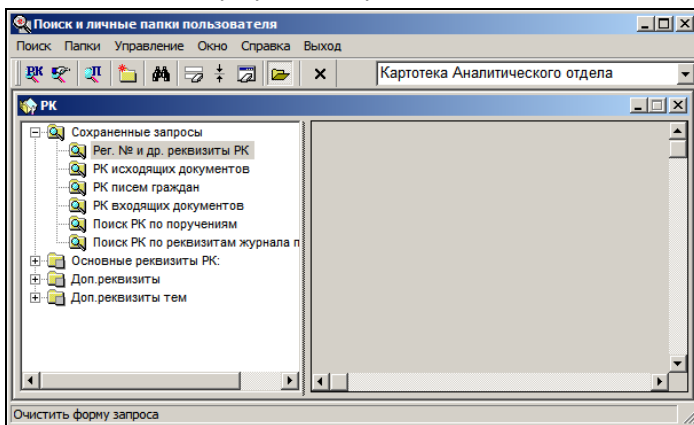 Поиск и личные папки пользователя
Поиск Папки Управление Окно Справка Выход
РК П Картотека Аналитического отдела
РК
Сохраненные запросы
Рег. № и др. реквизиты РК
РК исходящих документов
РК писем граждан
РК входящих документов
Поиск РК по поручениям
Поиск РК по реквизитам журнала п
Основные реквизиты РК:
Доп.реквизиты
Доп.реквизиты тем
Очистить форму запроса